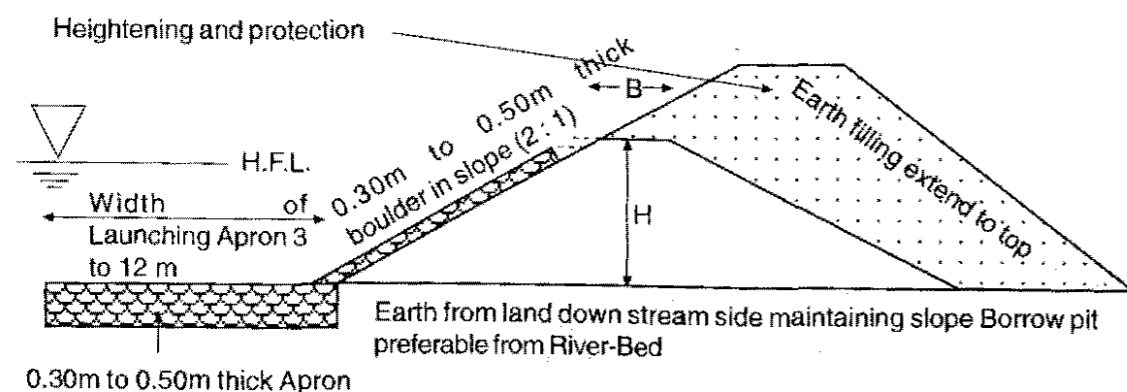 Heightening and protection
0.30m to 0.50m thick
boulder in slope (2 : 1)
B
H.F.L.
Width of
Launching Apron 3
to 12 m
H
Earth filling extend to top
Earth from land down stream side maintaining slope Borrow pit
preferable from River-Bed
0.30m to 0.50m thick Apron